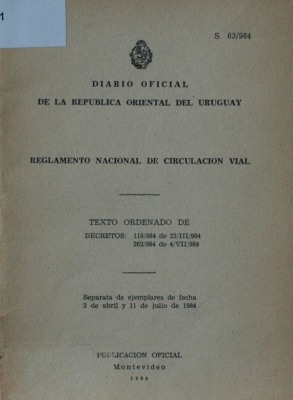 1
S. 63/984
DIARIO OFICIAL
DE LA REPUBLICA ORIENTAL DEL URUGUAY
REGLAMENTO NACIONAL DE CIRCULACION VIAL
TEXTO ORDENADO DE
DECRETOS: 118/984 de 23/III/984
262/984 de 4/VII/984
Separata de ejemplares de fecha
2 de abril y 11 de julio de 1984
PUBLICACION OFICIAL
Montevideo
1984